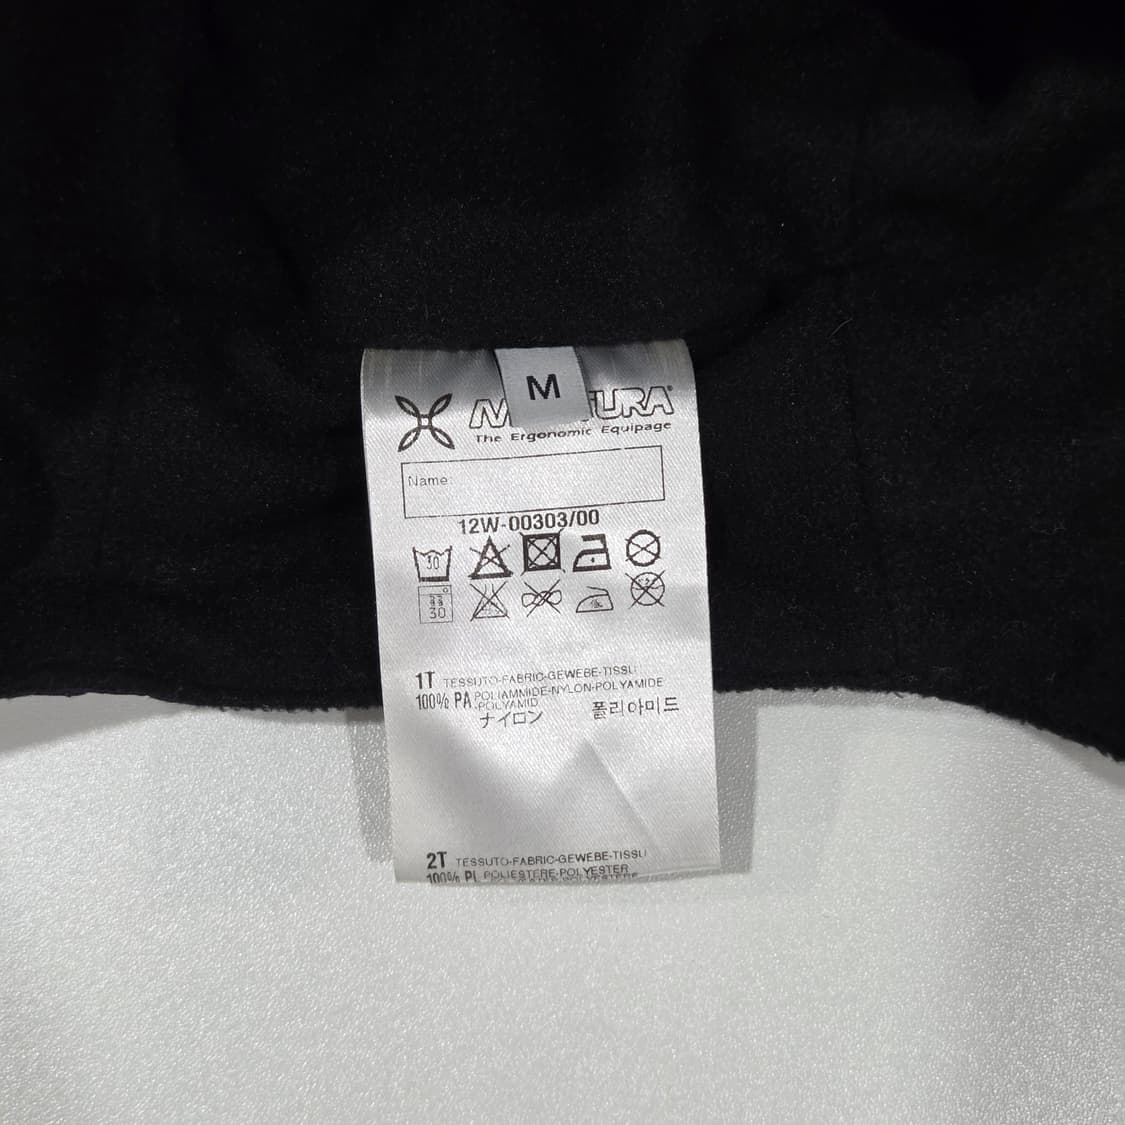 M
The Ergonomic Equipage
Name:
12W-00303/00
30
30
1T TESSUTO-FABRIC-GEWEBE-TISSU
100% PA POLIAMMIDE-NYLON-POLYAMIDE
-POLYAMID
ナイロン 폴리아미드
2T TESSUTO-FABRIC-GEWEBE-TISSU
100% PL POLIESTERE-POLYESTER